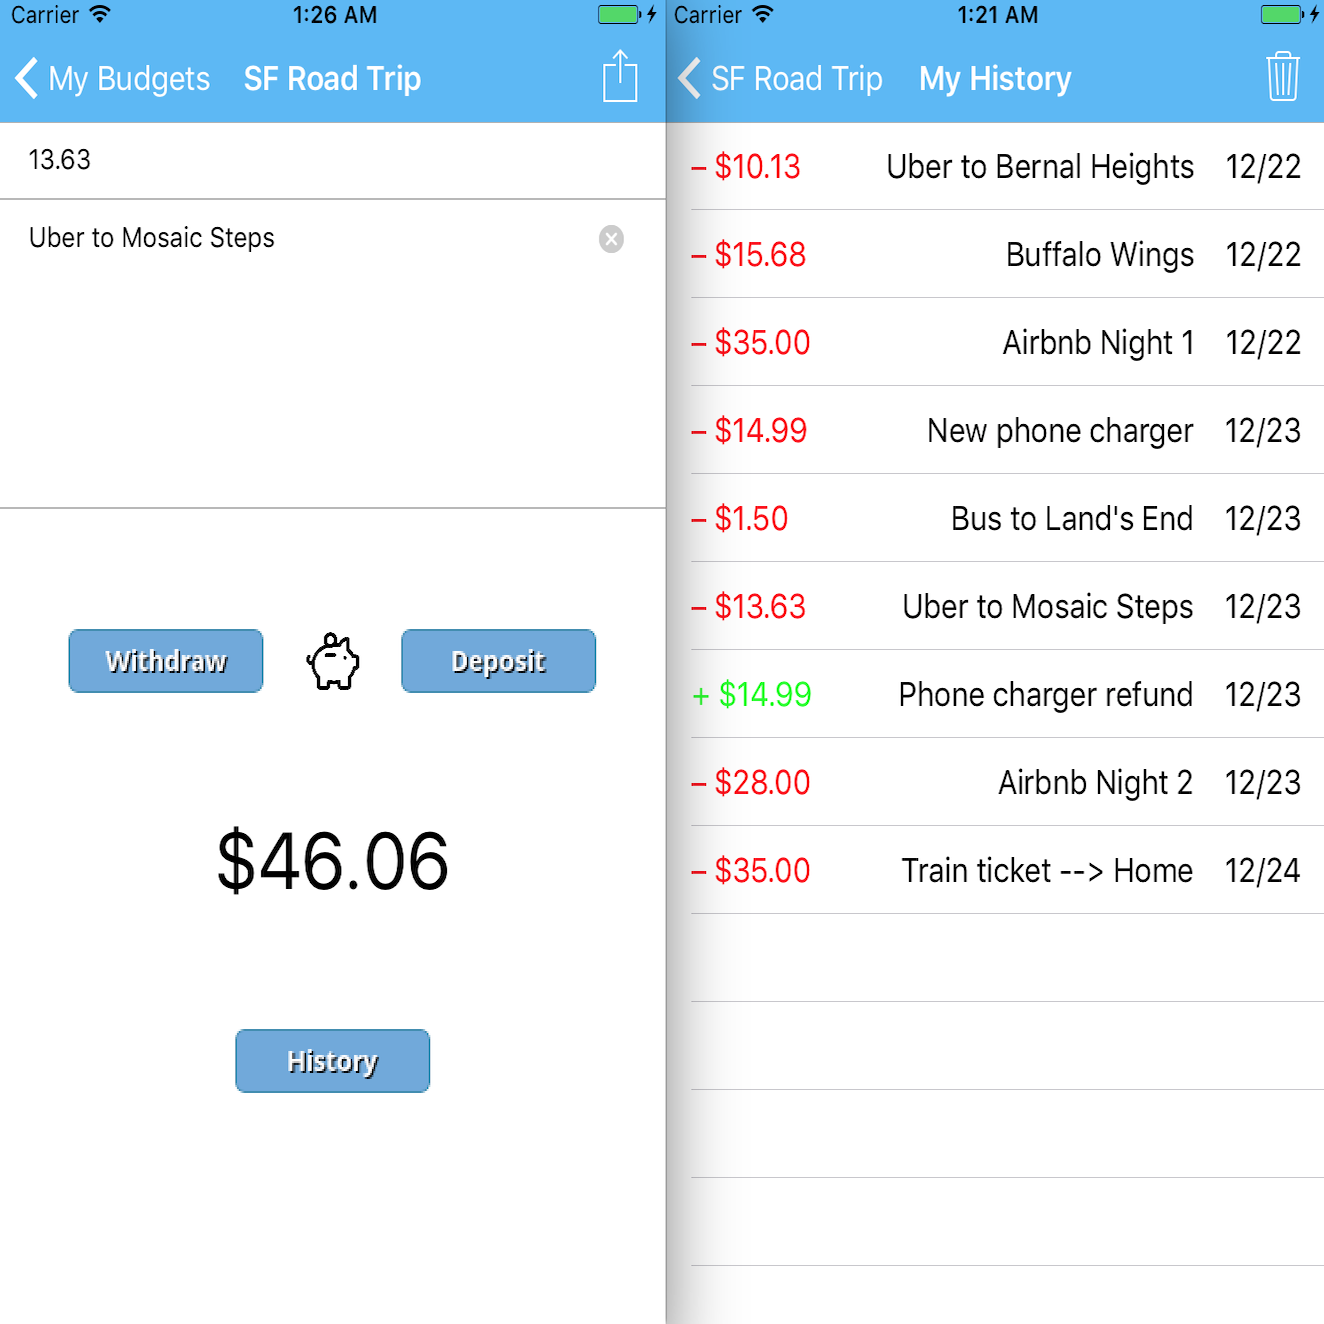 Carrier 1:26 AM
My Budgets SF Road Trip
13.63
Uber to Mosaic Steps
Withdraw Deposit
$46.06
History
Carrier 1:21 AM
SF Road Trip My History
– $10.13 Uber to Bernal Heights 12/22
– $15.68 Buffalo Wings 12/22
– $35.00 Airbnb Night 1 12/22
– $14.99 New phone charger 12/23
– $1.50 Bus to Land's End 12/23
– $13.63 Uber to Mosaic Steps 12/23
+ $14.99 Phone charger refund 12/23
– $28.00 Airbnb Night 2 12/23
– $35.00 Train ticket --> Home 12/24